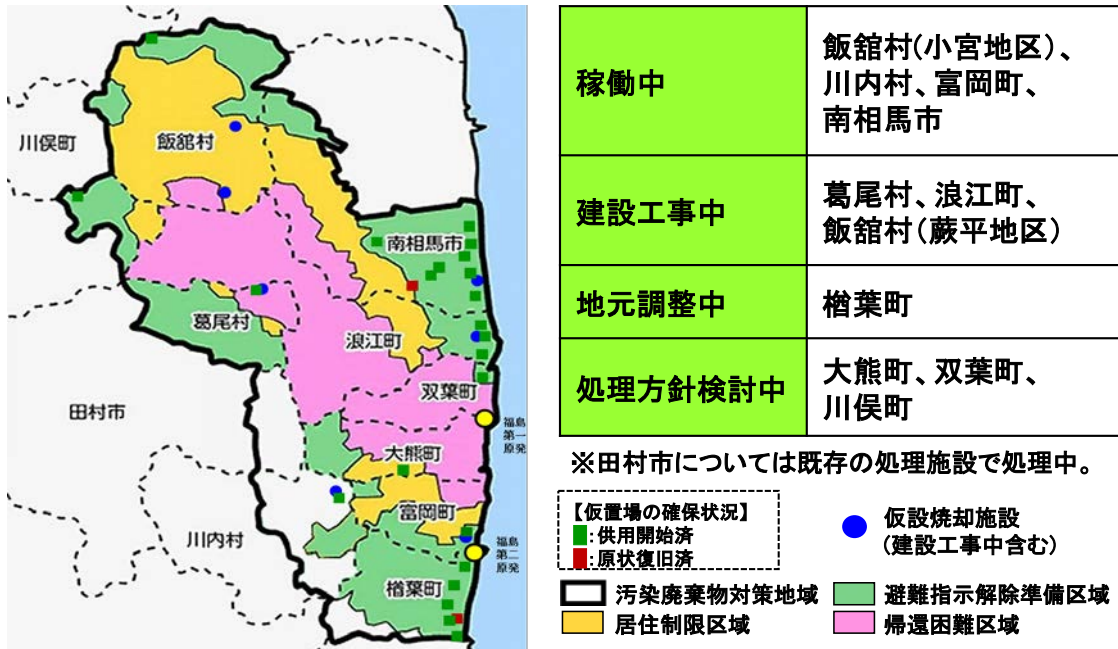 川俣町
飯舘村
南相馬市
葛尾村
浪江町
双葉町
田村市
福島
第一
原発
大熊町
富岡町
川内村
福島
第二
原発
楢葉町
稼働中
飯舘村(小宮地区)、
川内村、富岡町、
南相馬市
建設工事中
葛尾村、浪江町、
飯舘村(蕨平地区)
地元調整中
楢葉町
処理方針検討中
大熊町、双葉町、
川俣町
※田村市については既存の処理施設で処理中。
【仮置場の確保状況】
:供用開始済
:原状復旧済
仮設焼却施設
(建設工事中含む)
汚染廃棄物対策地域
避難指示解除準備区域
居住制限区域
帰還困難区域